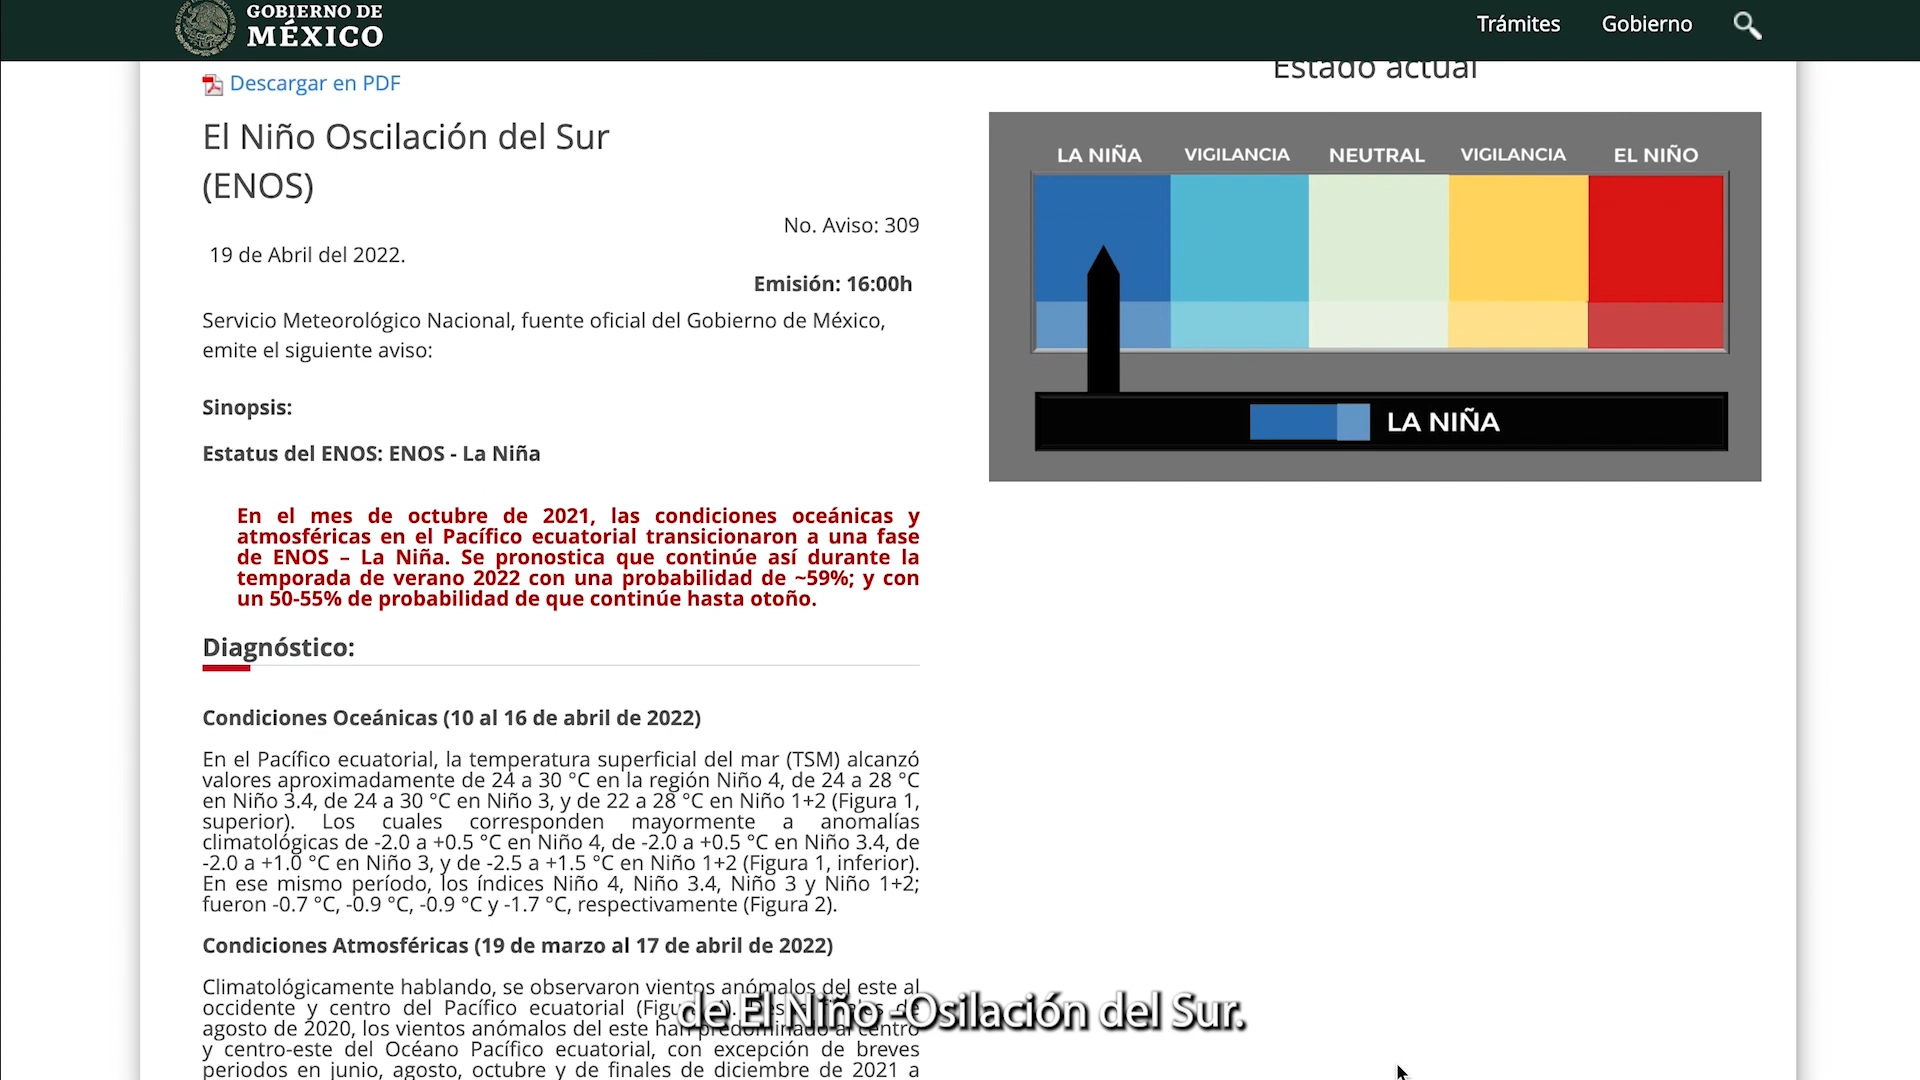 GOBIERNO DE
MÉXICO
Trámites
Gobierno
Descargar en PDF
El Niño Oscilación del Sur
(ENOS)
No. Aviso: 309
19 de Abril del 2022.
Emisión: 16:00h
Servicio Meteorológico Nacional, fuente oficial del Gobierno de México,
emite el siguiente aviso:
Sinopsis:
Estatus del ENOS: ENOS - La Niña
En el mes de octubre de 2021, las condiciones oceánicas y
atmosféricas en el Pacífico ecuatorial transicionaron a una fase
de ENOS – La Niña. Se pronostica que continúe así durante la
temporada de verano 2022 con una probabilidad de ~59%; y con
un 50-55% de probabilidad de que continúe hasta otoño.
Diagnóstico:
Condiciones Oceánicas (10 al 16 de abril de 2022)
En el Pacífico ecuatorial, la temperatura superficial del mar (TSM) alcanzó
valores aproximadamente de 24 a 30 °C en la región Niño 4, de 24 a 28 °C
en Niño 3.4, de 24 a 30 °C en Niño 3, y de 22 a 28 °C en Niño 1+2 (Figura 1,
superior). Los cuales corresponden mayormente a anomalías
climatológicas de -2.0 a +0.5 °C en Niño 4, de -2.0 a +0.5 °C en Niño 3.4, de
-2.0 a +1.0 °C en Niño 3, y de -2.5 a +1.5 °C en Niño 1+2 (Figura 1, inferior).
En ese mismo período, los índices Niño 4, Niño 3.4, Niño 3 y Niño 1+2;
fueron -0.7 °C, -0.9 °C, -0.9 °C y -1.7 °C, respectivamente (Figura 2).
Condiciones Atmosféricas (19 de marzo al 17 de abril de 2022)
Climatológicamente hablando, se observaron vientos anómalos del este al
occidente y centro del Pacífico ecuatorial
agosto de 2020, los vientos anómalos del este han predominado al centro
y centro-este del Océano Pacífico ecuatorial, con excepción de breves
periodos en junio, agosto, octubre y de finales de diciembre de 2021 a
Estado actual
LA NIÑA
VIGILANCIA
NEUTRAL
VIGILANCIA
EL NIÑO
LA NIÑA
de El Niño -Osilación del Sur.